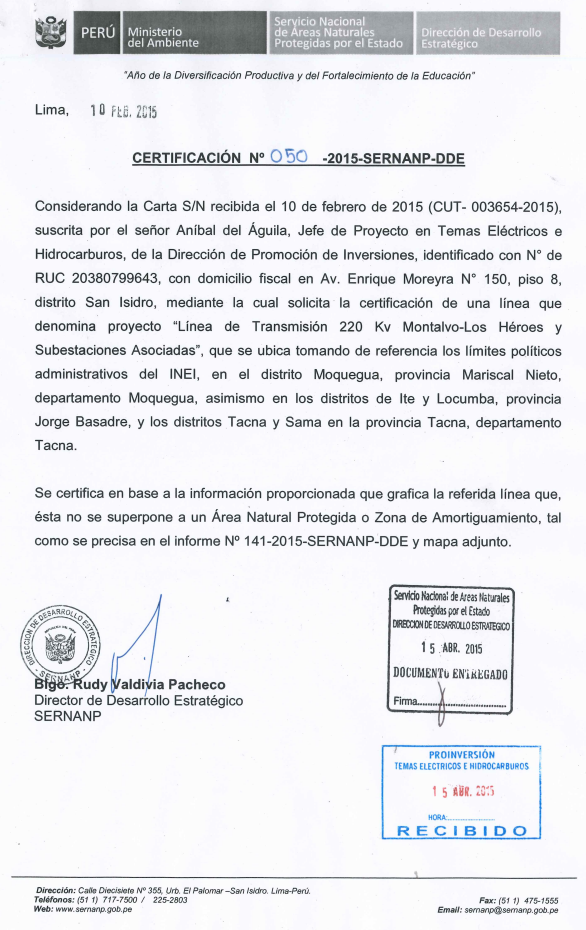 PERÚ
Ministerio
del Ambiente
Servicio Nacional
de Áreas Naturales
Protegidas por el Estado
Dirección de Desarrollo
Estratégico
"Año de la Diversificación Productiva y del Fortalecimiento de la Educación"
Lima, 10 FEB. 2015
CERTIFICACIÓN Nº 050 -2015-SERNANP-DDE
Considerando la Carta S/N recibida el 10 de febrero de 2015 (CUT- 003654-2015),
suscrita por el señor Aníbal del Águila, Jefe de Proyecto en Temas Eléctricos e
Hidrocarburos, de la Dirección de Promoción de Inversiones, identificado con N° de
RUC 20380799643, con domicilio fiscal en Av. Enrique Moreyra N° 150, piso 8,
distrito San Isidro, mediante la cual solicita la certificación de una línea que
denomina proyecto "Línea de Transmisión 220 Kv Montalvo-Los Héroes y
Subestaciones Asociadas", que se ubica tomando de referencia los límites políticos
administrativos del INEI, en el distrito Moquegua, provincia Mariscal Nieto,
departamento Moquegua, asimismo en los distritos de Ite y Locumba, provincia
Jorge Basadre, y los distritos Tacna y Sama en la provincia Tacna, departamento
Tacna.
Se certifica en base a la información proporcionada que grafica la referida línea que,
ésta no se superpone a un Área Natural Protegida o Zona de Amortiguamiento, tal
como se precisa en el informe Nº 141-2015-SERNANP-DDE y mapa adjunto.
DIRECCIÓN DE DESARROLLO ESTRATÉGICO
- SERNANP -
Blgo. Rudy Valdivia Pacheco
Director de Desarrollo Estratégico
SERNANP
Servicio Nacional de Areas Naturales
Protegidas por el Estado
DIRECCION DE DESARROLLO ESTRATEGICO
15 ABR. 2015
DOCUMENTO ENTREGADO
Firma..............................
PROINVERSIÓN
TEMAS ELECTRICOS E HIDROCARBUROS
15 ABR. 2015
HORA:....................
RECIBIDO
Dirección: Calle Diecisiete Nº 355, Urb. El Palomar –San Isidro. Lima-Perú.
Teléfonos: (51 1) 717-7500 / 225-2803
Fax: (51 1) 475-1555
Web: www.sernanp.gob.pe
Email: sernanp@sernanp.gob.pe